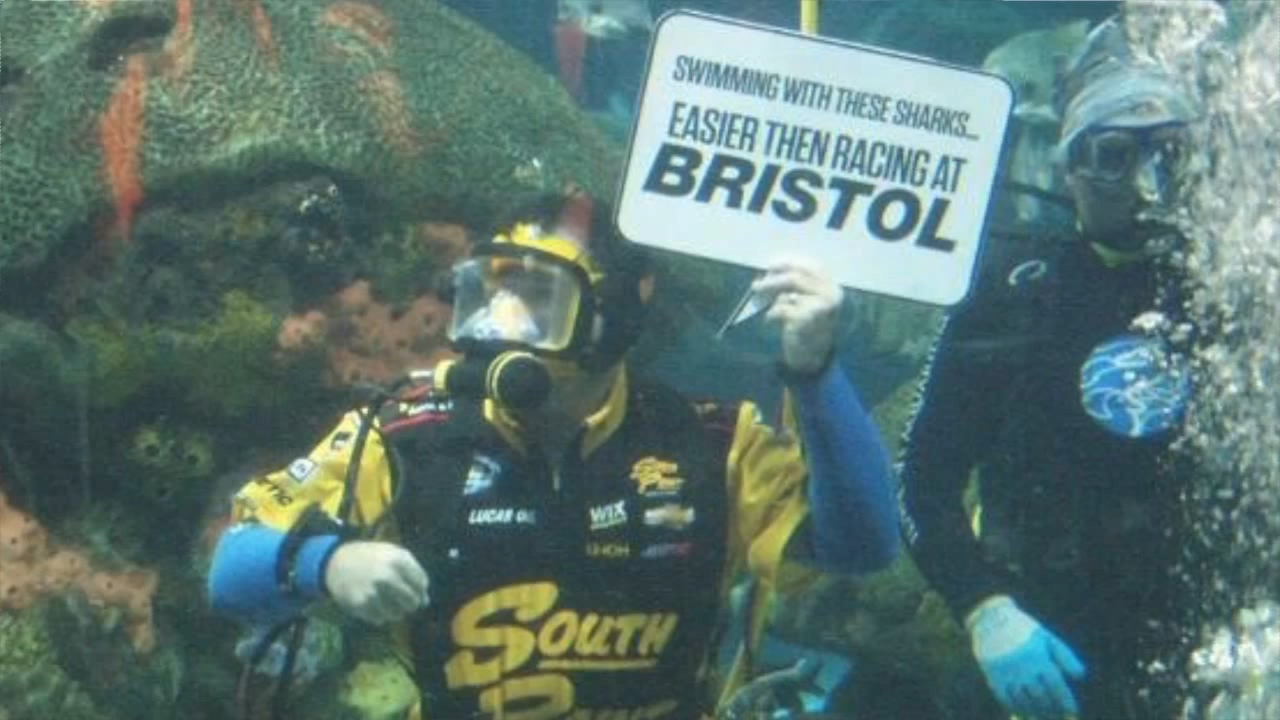 SWIMMING WITH THESE SHARKS...
EASIER THEN RACING AT
BRISTOL
LUCAS OIL
WIX
SOUTH